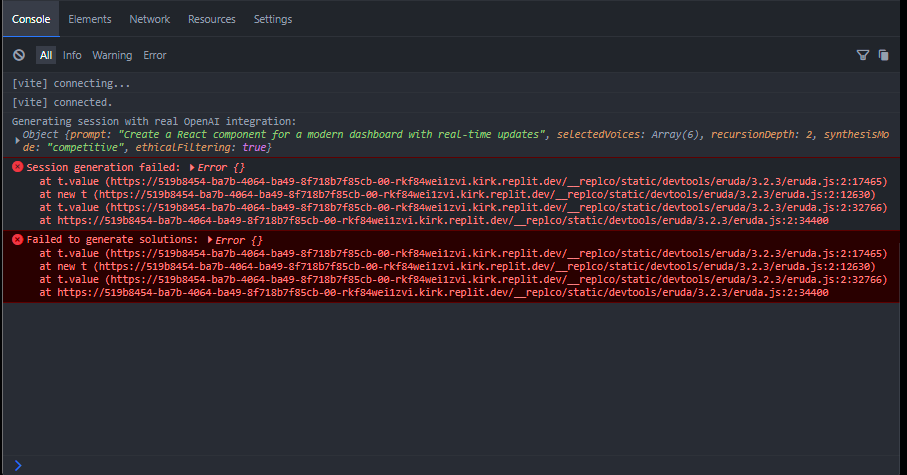 Console Elements Network Resources Settings
All Info Warning Error
[vite] connecting...
[vite] connected.
Generating session with real OpenAI integration:
Object {prompt: "Create a React component for a modern dashboard with real-time updates", selectedVoices: Array(6), recursionDepth: 2, synthesisMo
de: "competitive", ethicalFiltering: true}
Session generation failed: Error {}
at t.value (https://519b8454-ba7b-4064-ba49-8f718b7f85cb-00-rkf84wei1zvi.kirk.replit.dev/__replco/static/devtools/eruda/3.2.3/eruda.js:2:17465)
at new t (https://519b8454-ba7b-4064-ba49-8f718b7f85cb-00-rkf84wei1zvi.kirk.replit.dev/__replco/static/devtools/eruda/3.2.3/eruda.js:2:12630)
at t.value (https://519b8454-ba7b-4064-ba49-8f718b7f85cb-00-rkf84wei1zvi.kirk.replit.dev/__replco/static/devtools/eruda/3.2.3/eruda.js:2:32766)
at https://519b8454-ba7b-4064-ba49-8f718b7f85cb-00-rkf84wei1zvi.kirk.replit.dev/__replco/static/devtools/eruda/3.2.3/eruda.js:2:34400
Failed to generate solutions: Error {}
at t.value (https://519b8454-ba7b-4064-ba49-8f718b7f85cb-00-rkf84wei1zvi.kirk.replit.dev/__replco/static/devtools/eruda/3.2.3/eruda.js:2:17465)
at new t (https://519b8454-ba7b-4064-ba49-8f718b7f85cb-00-rkf84wei1zvi.kirk.replit.dev/__replco/static/devtools/eruda/3.2.3/eruda.js:2:12630)
at t.value (https://519b8454-ba7b-4064-ba49-8f718b7f85cb-00-rkf84wei1zvi.kirk.replit.dev/__replco/static/devtools/eruda/3.2.3/eruda.js:2:32766)
at https://519b8454-ba7b-4064-ba49-8f718b7f85cb-00-rkf84wei1zvi.kirk.replit.dev/__replco/static/devtools/eruda/3.2.3/eruda.js:2:34400